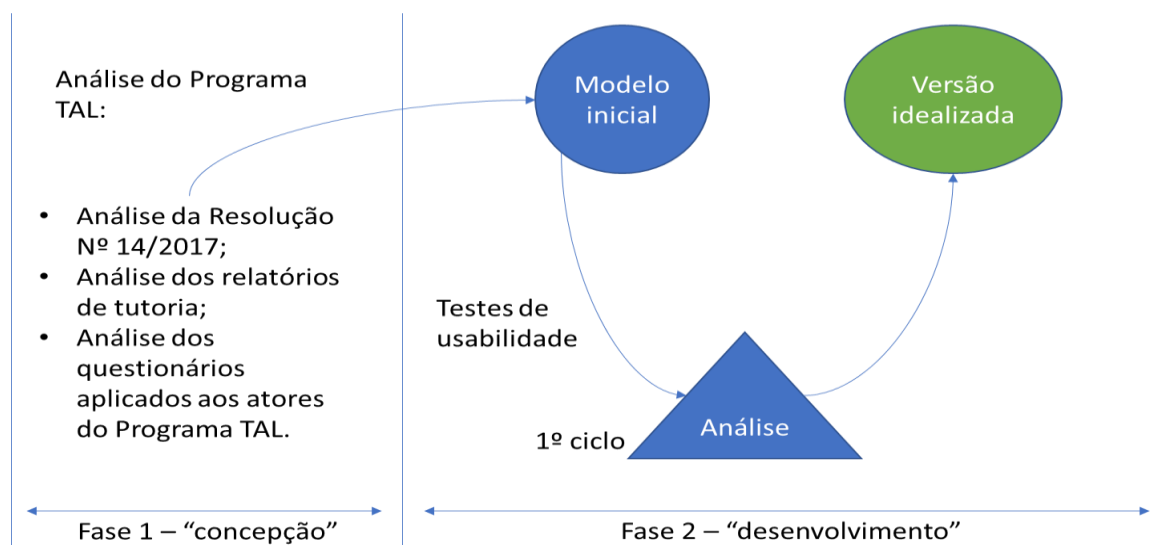 Análise do Programa
TAL:
• Análise da Resolução
Nº 14/2017;
• Análise dos relatórios
de tutoria;
• Análise dos
questionários
aplicados aos atores
do Programa TAL.
Fase 1 – “concepção”
Modelo
inicial
Versão
idealizada
Testes de
usabilidade
1º ciclo
Análise
Fase 2 – “desenvolvimento”